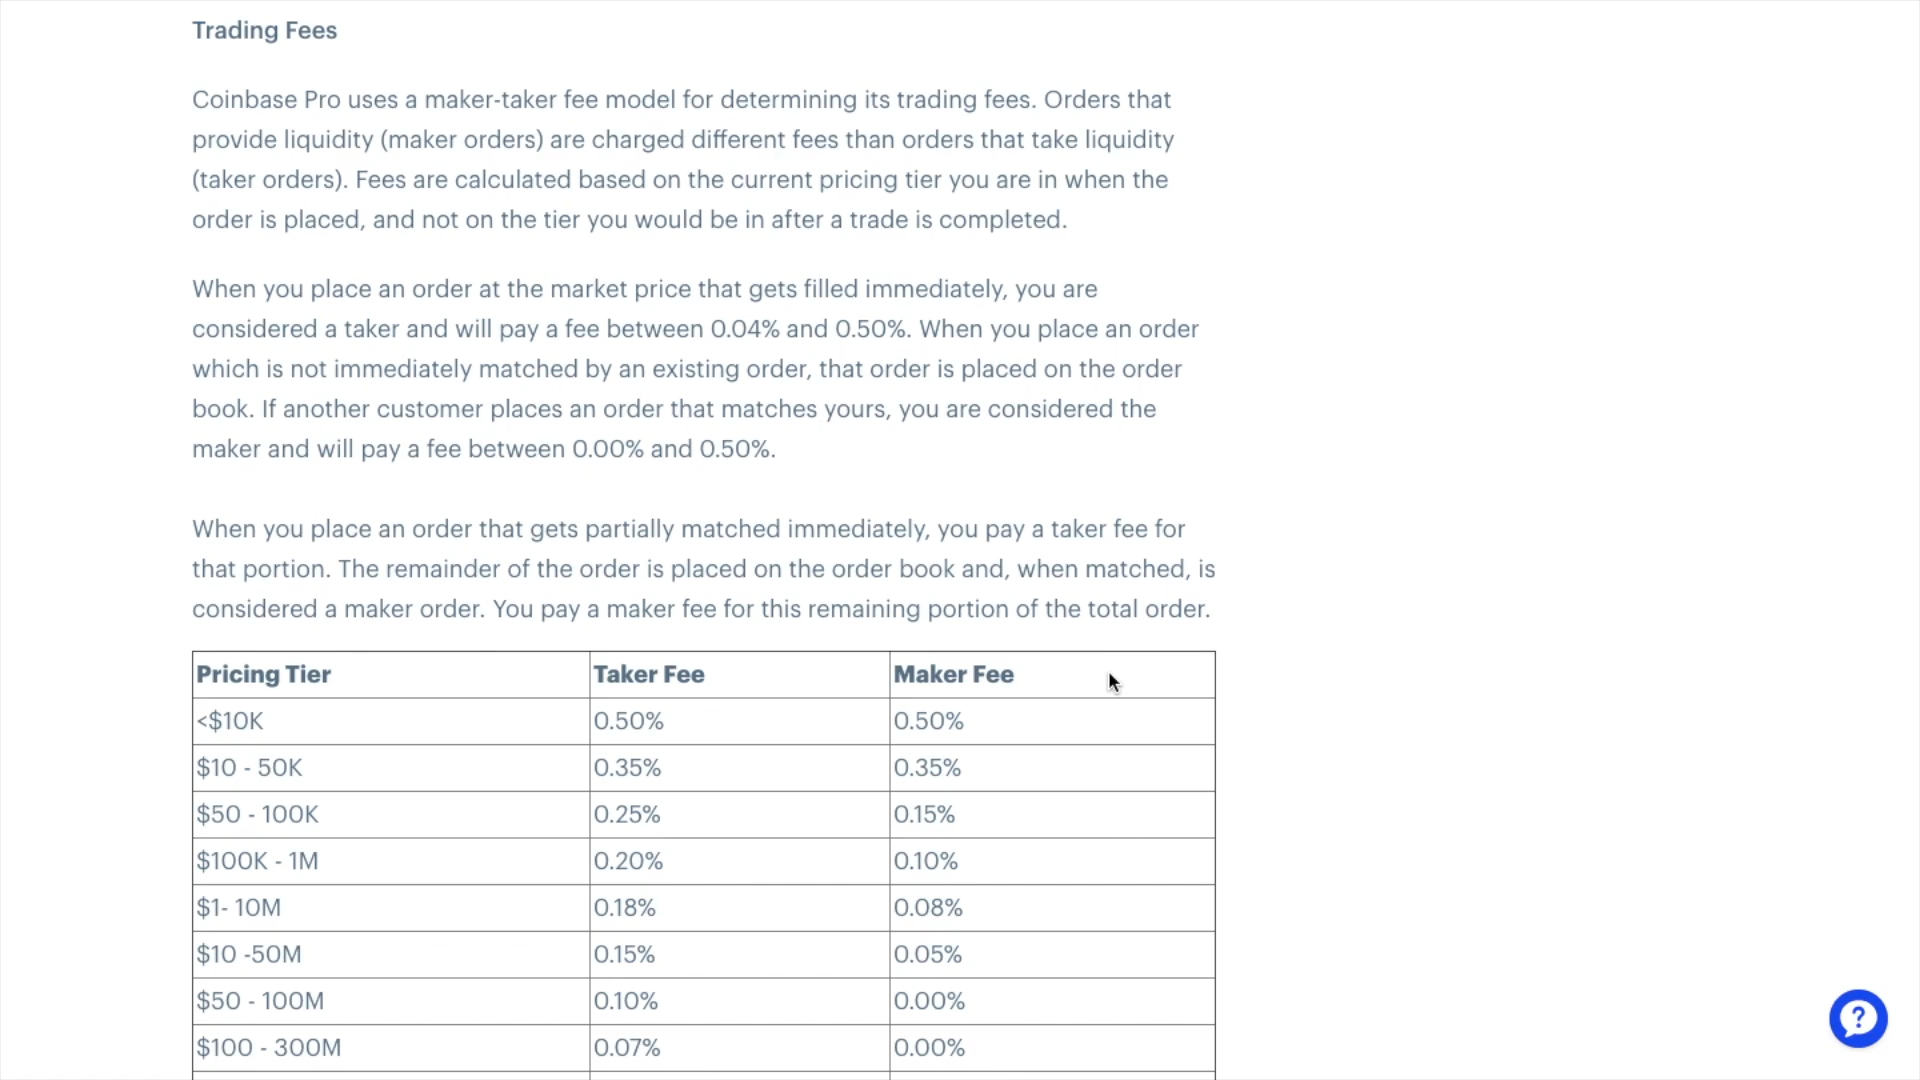 Trading Fees
Coinbase Pro uses a maker-taker fee model for determining its trading fees. Orders that
provide liquidity (maker orders) are charged different fees than orders that take liquidity
(taker orders). Fees are calculated based on the current pricing tier you are in when the
order is placed, and not on the tier you would be in after a trade is completed.
When you place an order at the market price that gets filled immediately, you are
considered a taker and will pay a fee between 0.04% and 0.50%. When you place an order
which is not immediately matched by an existing order, that order is placed on the order
book. If another customer places an order that matches yours, you are considered the
maker and will pay a fee between 0.00% and 0.50%.
When you place an order that gets partially matched immediately, you pay a taker fee for
that portion. The remainder of the order is placed on the order book and, when matched, is
considered a maker order. You pay a maker fee for this remaining portion of the total order.
Pricing Tier Taker Fee Maker Fee
<$10K 0.50% 0.50%
$10 - 50K 0.35% 0.35%
$50 - 100K 0.25% 0.15%
$100K - 1M 0.20% 0.10%
$1- 10M 0.18% 0.08%
$10 -50M 0.15% 0.05%
$50 - 100M 0.10% 0.00%
$100 - 300M 0.07% 0.00%
?